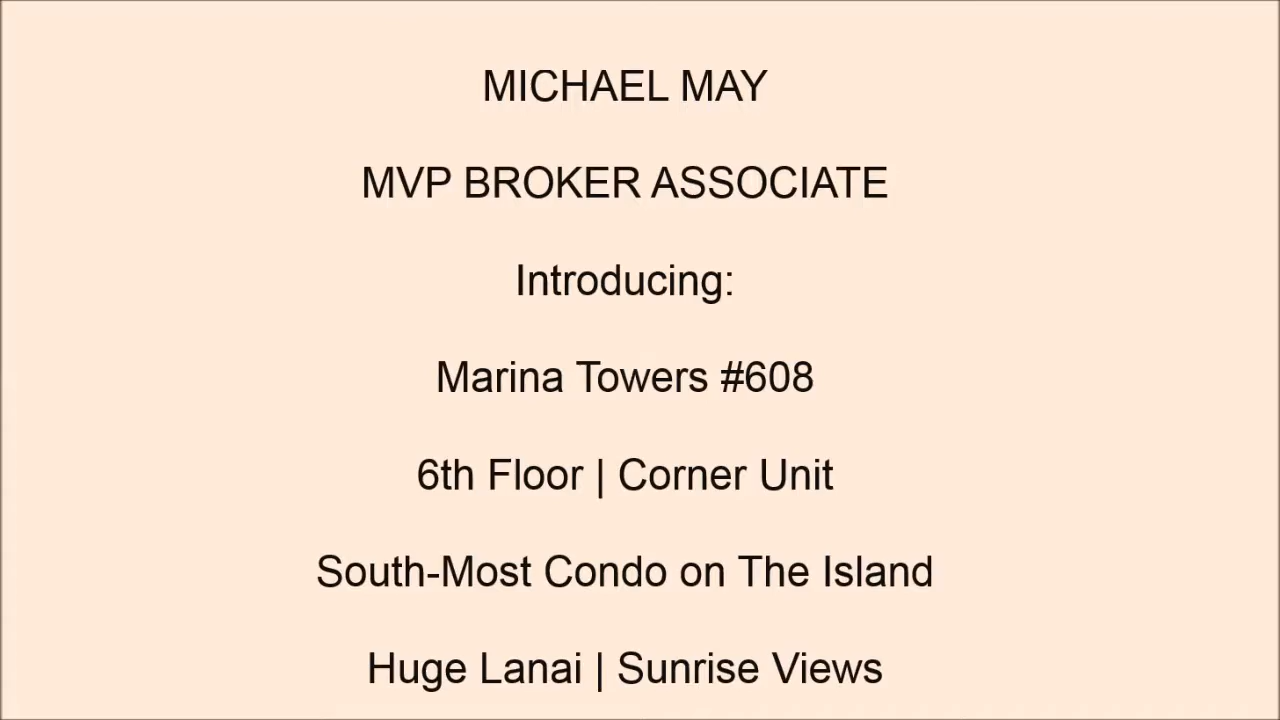 MICHAEL MAY
MVP BROKER ASSOCIATE
Introducing:
Marina Towers #608
6th Floor | Corner Unit
South-Most Condo on The Island
Huge Lanai | Sunrise Views